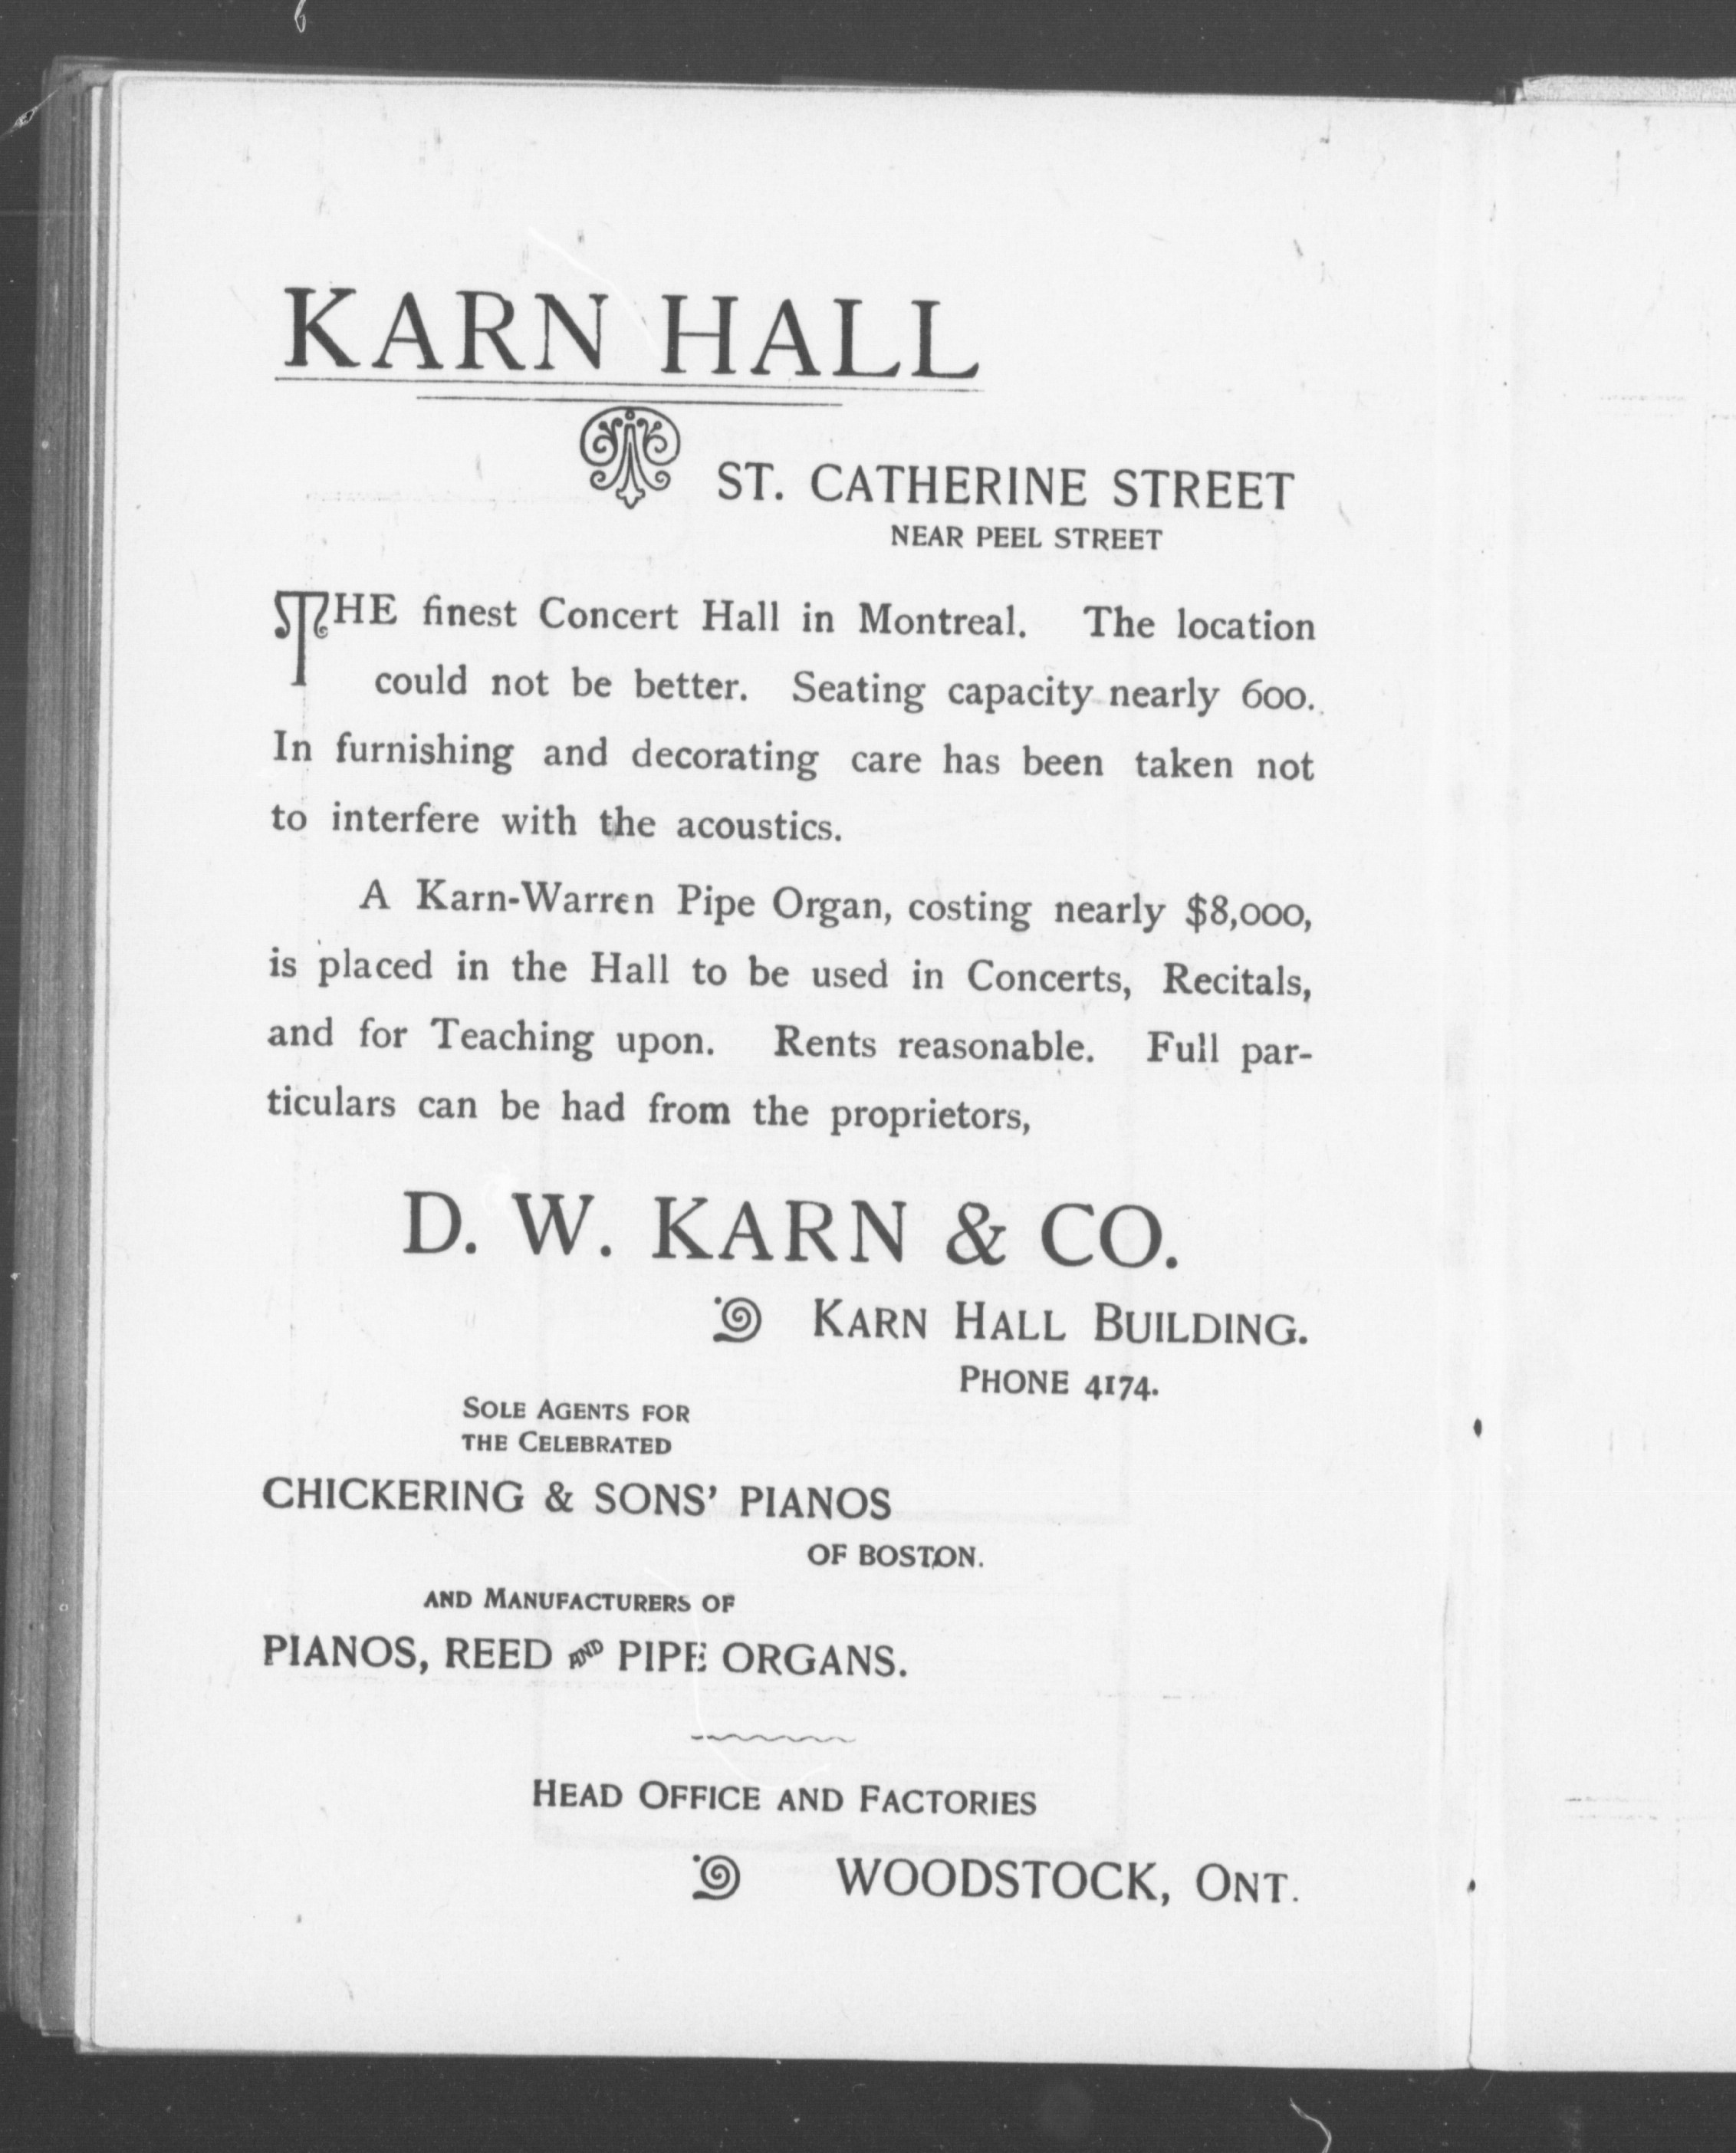 KARN HALL
ST. CATHERINE STREET
NEAR PEEL STREET
THE finest Concert Hall in Montreal. The location
could not be better. Seating capacity nearly 600.
In furnishing and decorating care has been taken not
to interfere with the acoustics.
A Karn-Warren Pipe Organ, costing nearly $8,000,
is placed in the Hall to be used in Concerts, Recitals,
and for Teaching upon. Rents reasonable. Full par-
ticulars can be had from the proprietors,
D. W. KARN & CO.
KARN HALL BUILDING.
PHONE 4174.
SOLE AGENTS FOR
THE CELEBRATED
CHICKERING & SONS' PIANOS
OF BOSTON.
AND MANUFACTURERS OF
PIANOS, REED AND PIPE ORGANS.
HEAD OFFICE AND FACTORIES
WOODSTOCK, ONT.